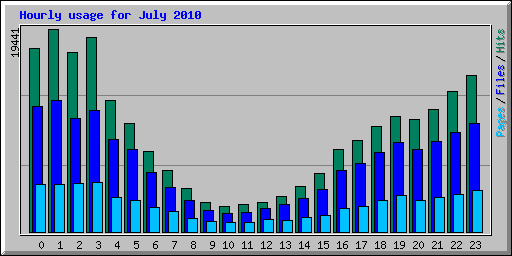 Hourly usage for July 2010
19441
Pages / Files / Hits
0 1 2 3 4 5 6 7 8 9 10 11 12 13 14 15 16 17 18 19 20 21 22 23